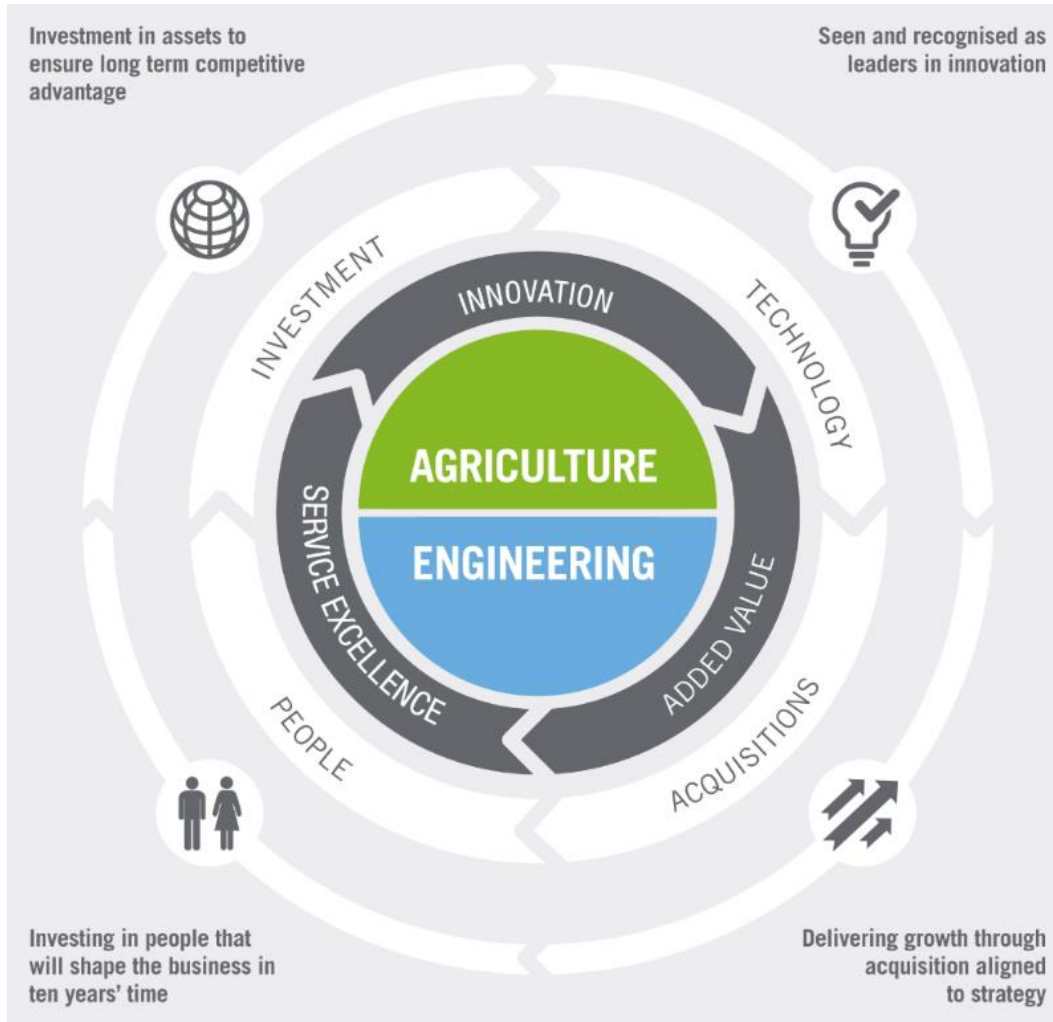 Investment in assets to
ensure long term competitive
advantage
Seen and recognised as
leaders in innovation
INVESTMENT
TECHNOLOGY
INNOVATION
AGRICULTURE
ENGINEERING
SERVICE EXCELLENCE
ADDED VALUE
PEOPLE
ACQUISITIONS
Investing in people that
will shape the business in
ten years' time
Delivering growth through
acquisition aligned
to strategy